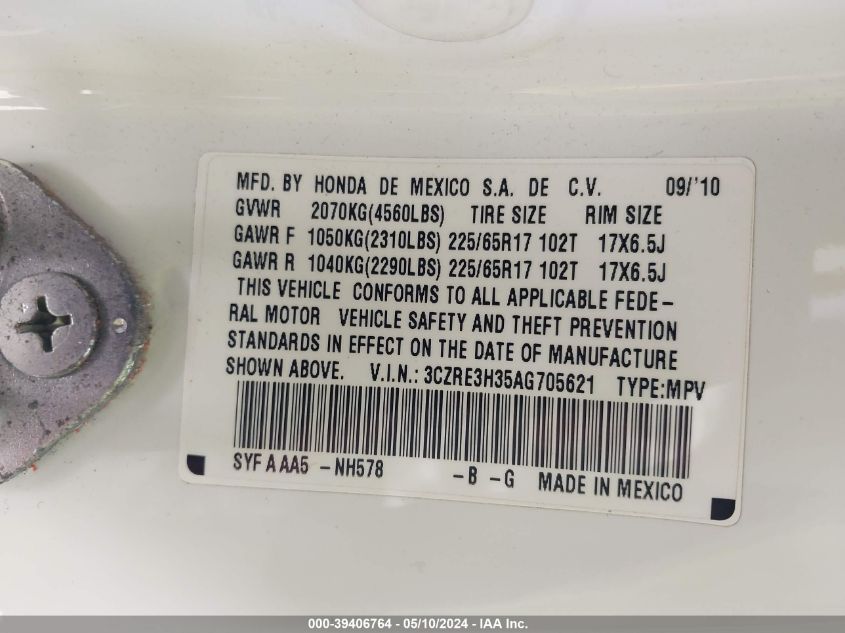 MFD. BY HONDA DE MEXICO S.A. DE C.V. 09/'10
GVWR 2070KG(4560LBS) TIRE SIZE RIM SIZE
GAWR F 1050KG(2310LBS) 225/65R17 102T 17X6.5J
GAWR R 1040KG(2290LBS) 225/65R17 102T 17X6.5J
THIS VEHICLE CONFORMS TO ALL APPLICABLE FEDE-
RAL MOTOR VEHICLE SAFETY AND THEFT PREVENTION
STANDARDS IN EFFECT ON THE DATE OF MANUFACTURE
SHOWN ABOVE. V.I.N.: 3CZRE3H35AG705621 TYPE:MPV
SYF A AA5 -NH578 -B -G MADE IN MEXICO
000-39406764 - 05/10/2024 - IAA Inc.